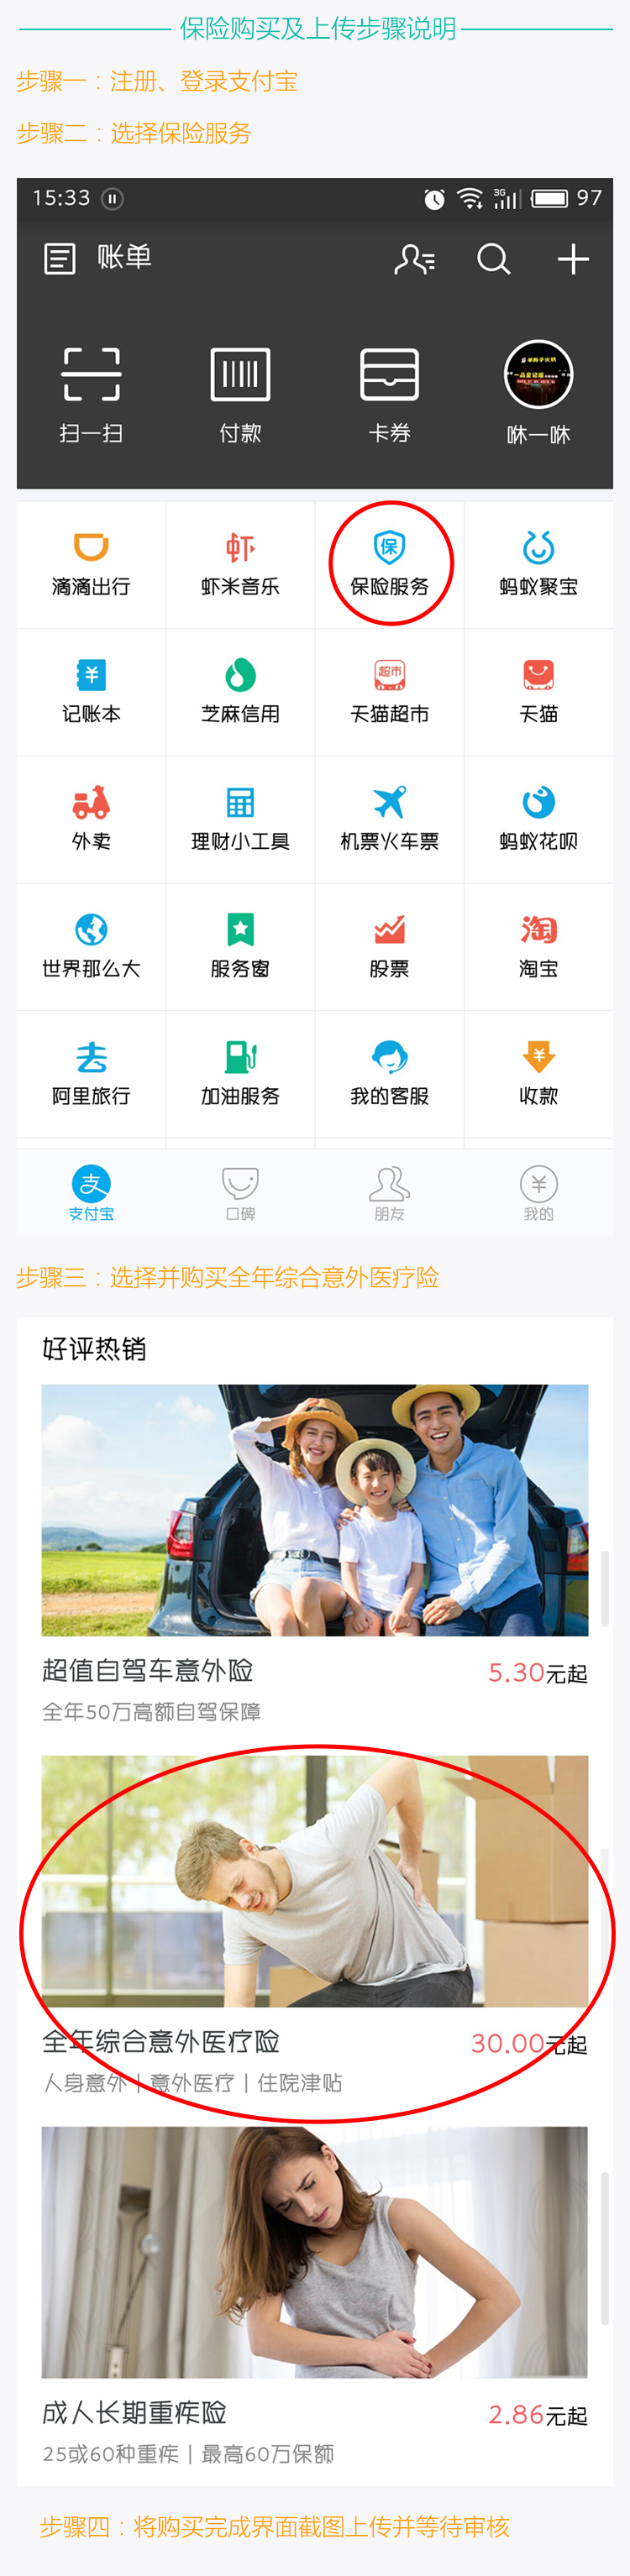 保险购买及上传步骤说明
步骤一：注册、登录支付宝
步骤二：选择保险服务
15:33 3G 97
账单
扫一扫 付款 卡券 咻一咻
保
滴滴出行 虾米音乐 保险服务 蚂蚁聚宝
超市
记账本 芝麻信用 天猫超市 天猫
外卖 理财小工具 机票火车票 蚂蚁花呗
淘
世界那么大 服务窗 股票 淘宝
去
阿里旅行 加油服务 我的客服 收款
支
支付宝 口碑 朋友 我的
步骤三：选择并购买全年综合意外医疗险
好评热销
超值自驾车意外险 5.30元起
全年50万高额自驾保障
全年综合意外医疗险 30.00元起
人身意外丨意外医疗丨住院津贴
成人长期重疾险 2.86元起
25或60种重疾丨最高60万保额
步骤四：将购买完成界面截图上传并等待审核